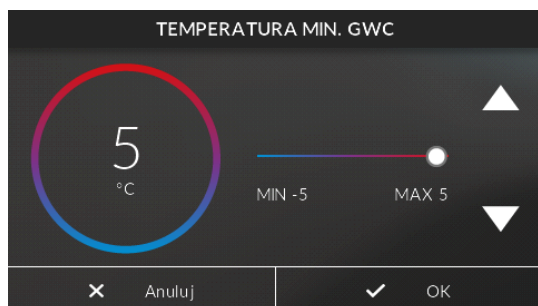 TEMPERATURA MIN. GWC
5
°C
MIN -5 MAX 5
Anuluj OK